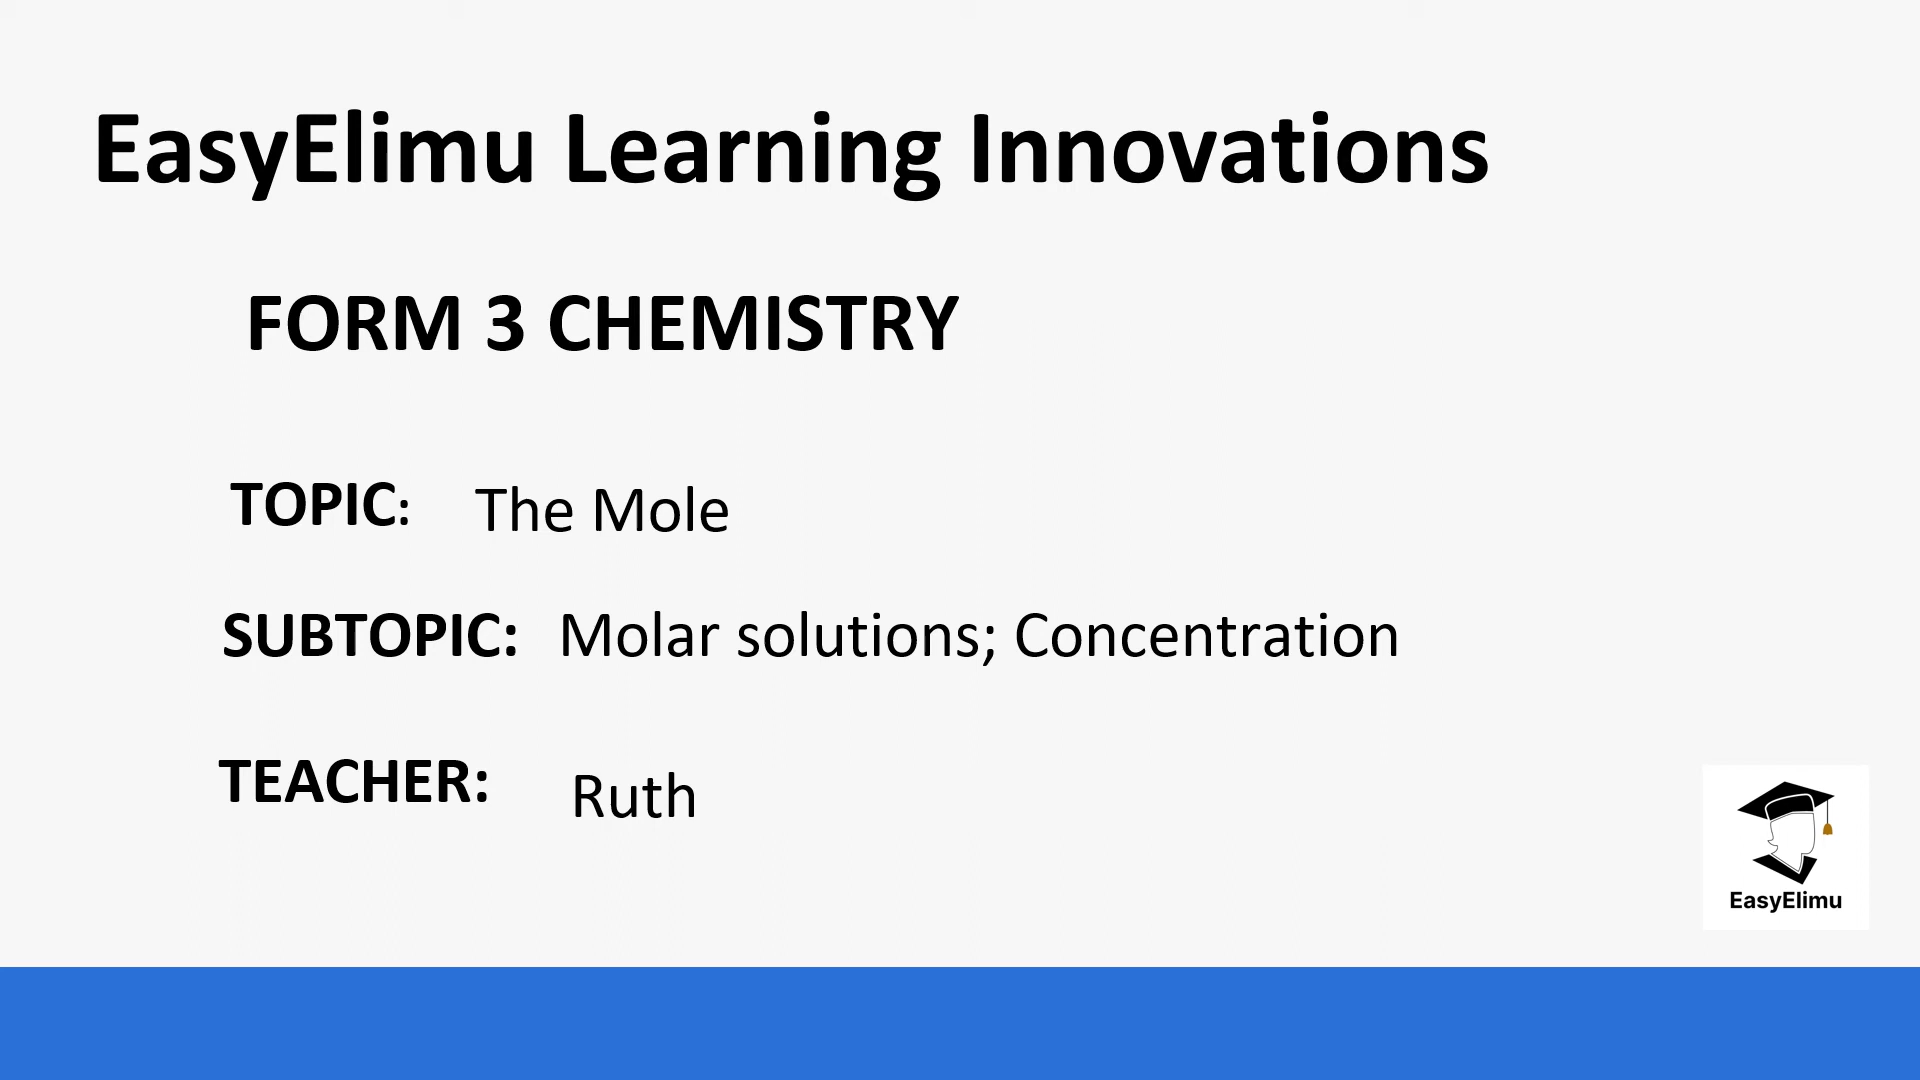 EasyElimu Learning Innovations
FORM 3 CHEMISTRY
TOPIC: The Mole
SUBTOPIC: Molar solutions; Concentration
TEACHER: Ruth
EasyElimu